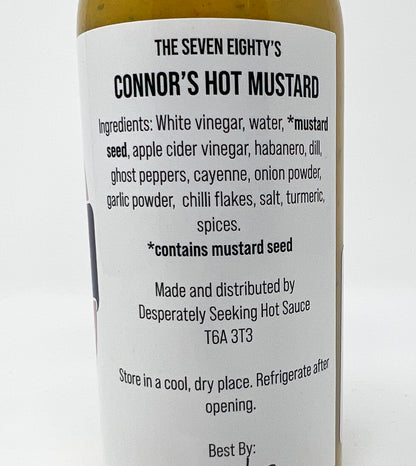 THE SEVEN EIGHTY'S
CONNOR'S HOT MUSTARD
Ingredients: White vinegar, water, *mustard
seed, apple cider vinegar, habanero, dill,
ghost peppers, cayenne, onion powder,
garlic powder, chilli flakes, salt, turmeric,
spices.
*contains mustard seed
Made and distributed by
Desperately Seeking Hot Sauce
T6A 3T3
Store in a cool, dry place. Refrigerate after
opening.
Best By: